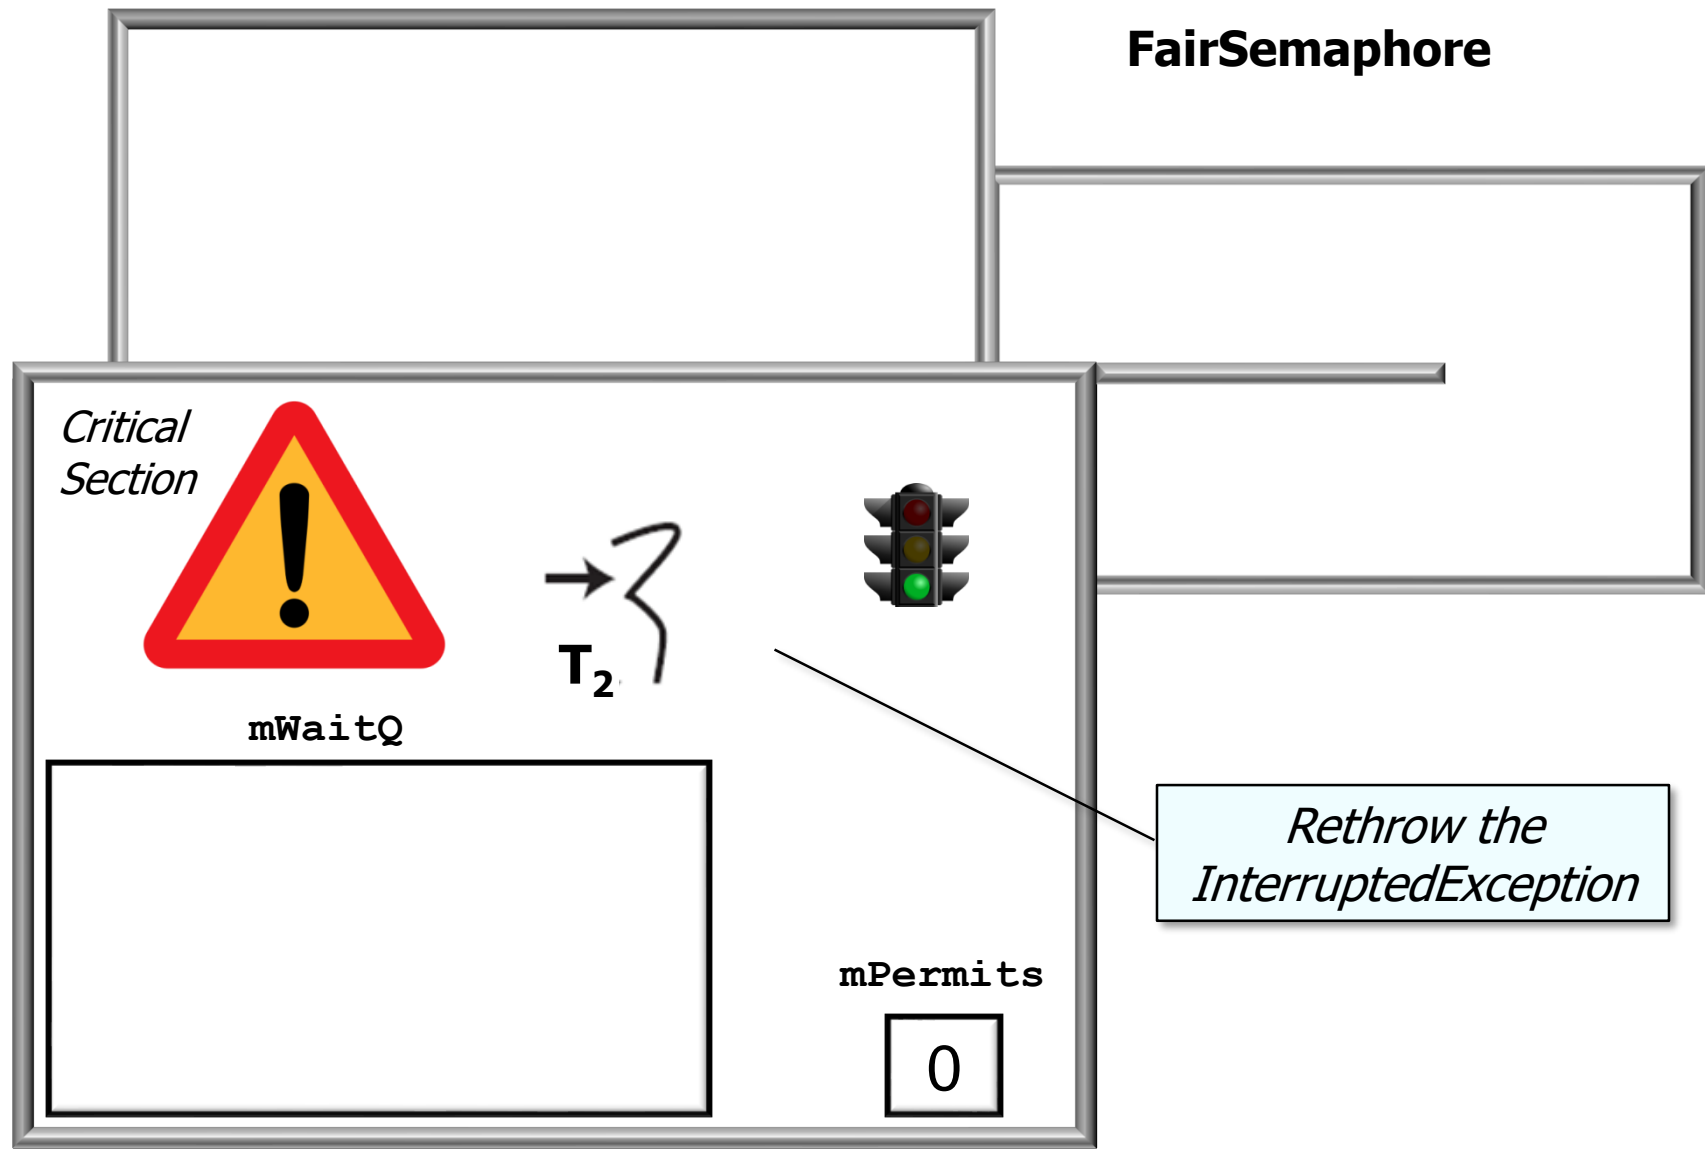 FairSemaphore
Critical
Section
T2
mWaitQ
Rethrow the
InterruptedException
mPermits
0